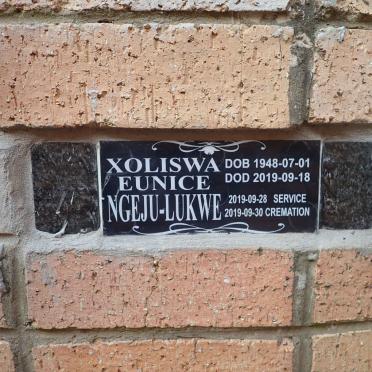 XOLISWA
EUNICE
NGEJU-LUKWE
DOB 1948-07-01
DOD 2019-09-18
2019-09-28 SERVICE
2019-09-30 CREMATION